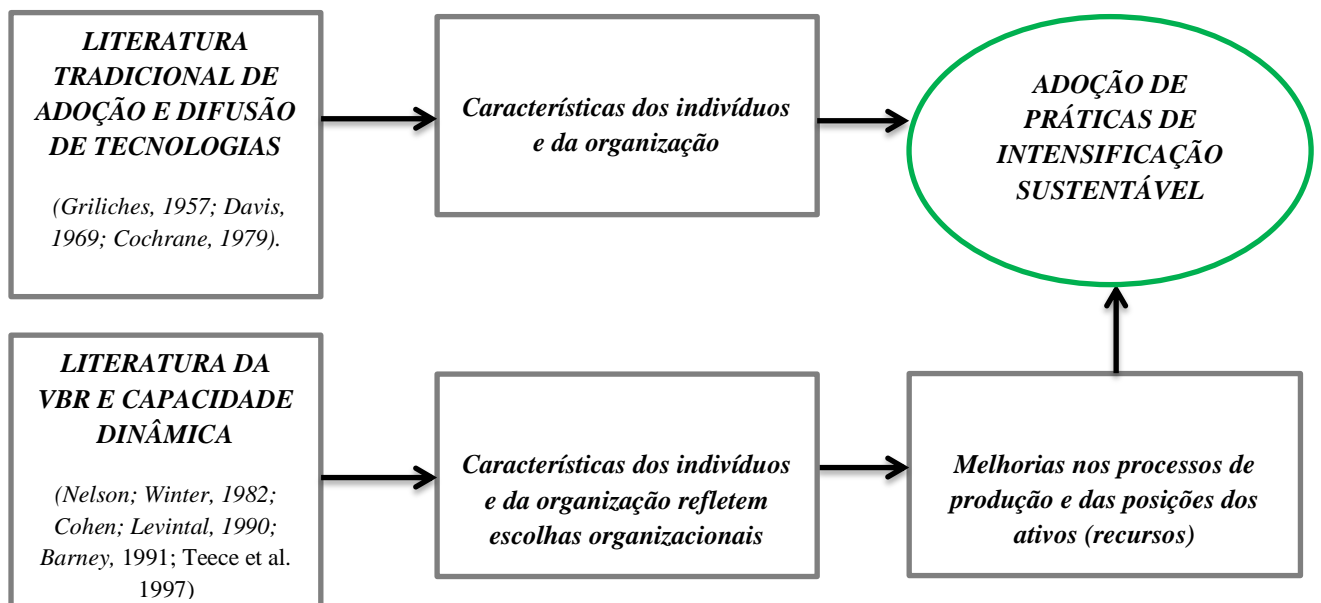 LITERATURA
TRADICIONAL DE
ADOÇÃO E DIFUSÃO
DE TECNOLOGIAS
(Griliches, 1957; Davis,
1969; Cochrane, 1979).
Características dos indivíduos
e da organização
ADOÇÃO DE
PRÁTICAS DE
INTENSIFICAÇÃO
SUSTENTÁVEL
LITERATURA DA
VBR E CAPACIDADE
DINÂMICA
(Nelson; Winter, 1982;
Cohen; Levintal, 1990;
Barney, 1991; Teece et al.
1997)
Características dos indivíduos
e da organização refletem
escolhas organizacionais
Melhorias nos processos de
produção e das posições dos
ativos (recursos)